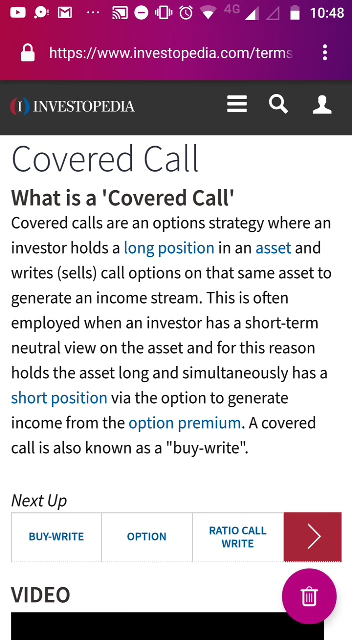 4G
10:48
https://www.investopedia.com/terms
INVESTOPEDIA
Covered Call
What is a 'Covered Call'
Covered calls are an options strategy where an
investor holds a long position in an asset and
writes (sells) call options on that same asset to
generate an income stream. This is often
employed when an investor has a short-term
neutral view on the asset and for this reason
holds the asset long and simultaneously has a
short position via the option to generate
income from the option premium. A covered
call is also known as a "buy-write".
Next Up
BUY-WRITE
OPTION
RATIO CALL
WRITE
VIDEO